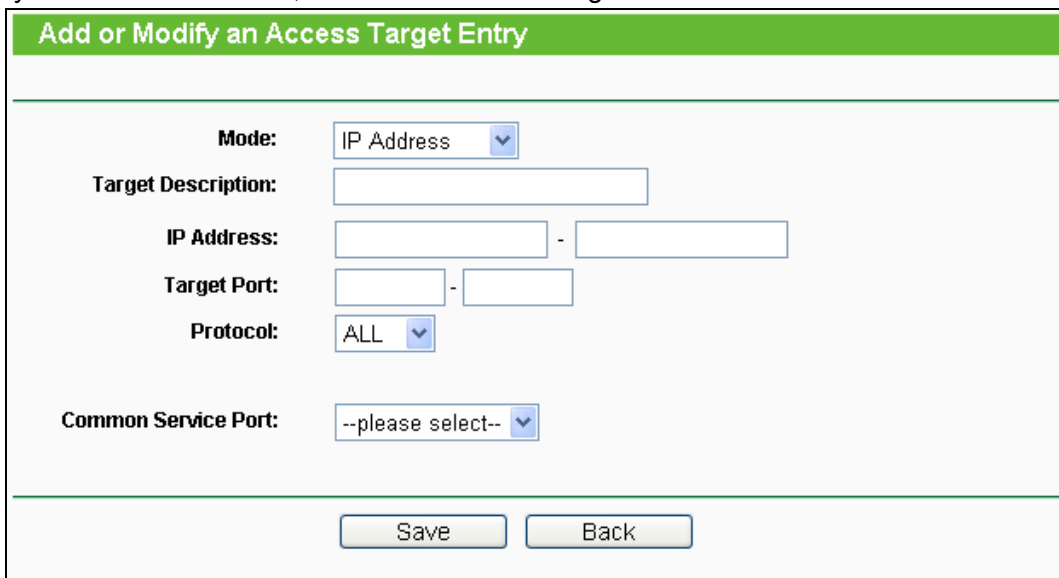 Add or Modify an Access Target Entry
Mode: IP Address
Target Description:
IP Address: -
Target Port: -
Protocol: ALL
Common Service Port: --please select--
Save Back